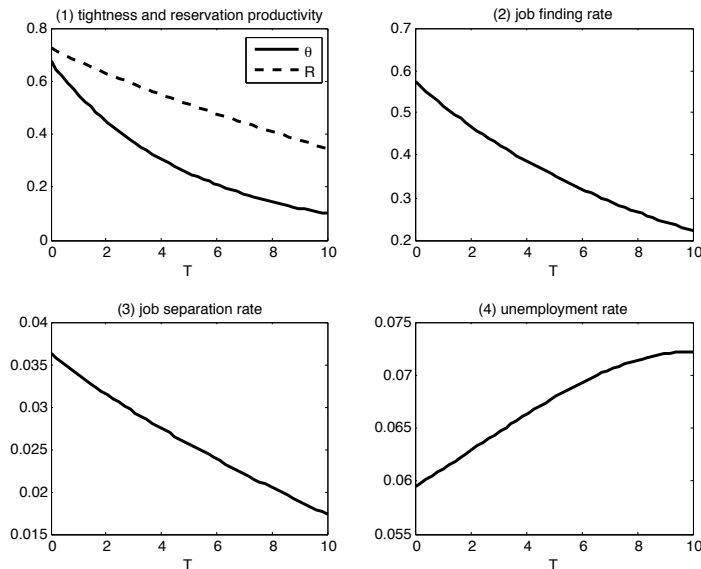 (1) tightness and reservation productivity
0.8
0.6
0.4
0.2
0
θ
R
0 2 4 6 8 10
T
(2) job finding rate
0.7
0.6
0.5
0.4
0.3
0.2
0 2 4 6 8 10
T
(3) job separation rate
0.04
0.035
0.03
0.025
0.02
0.015
0 2 4 6 8 10
T
(4) unemployment rate
0.075
0.07
0.065
0.06
0.055
0 2 4 6 8 10
T